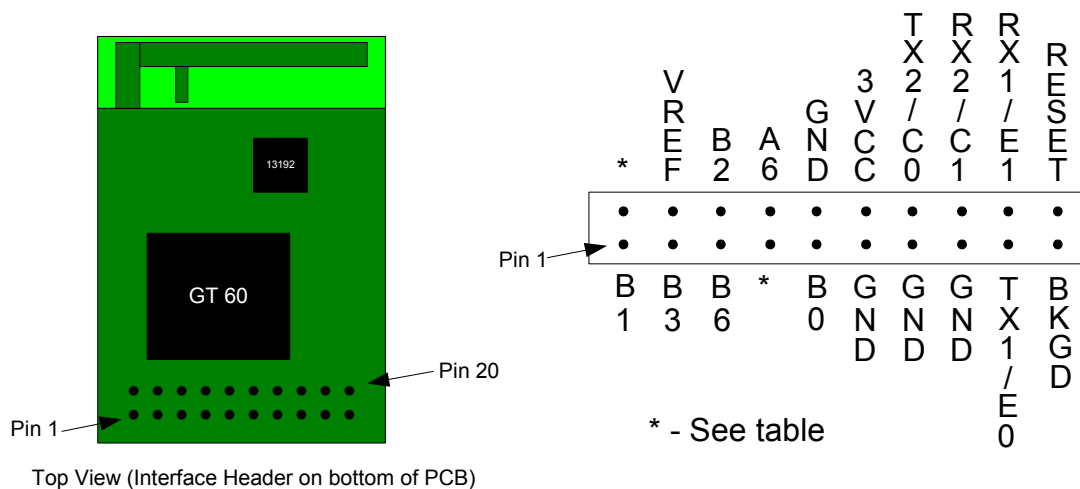 13192
GT 60
Pin 20
Pin 1
Top View (Interface Header on bottom of PCB)
*
VREF
B2
A6
GND
3VCC
TX2/C0
RX2/C1
RX1/E1
RESET
Pin 1
B1
B3
B6
*
B0
GND
GND
GND
TX1/E0
BKGD
* - See table